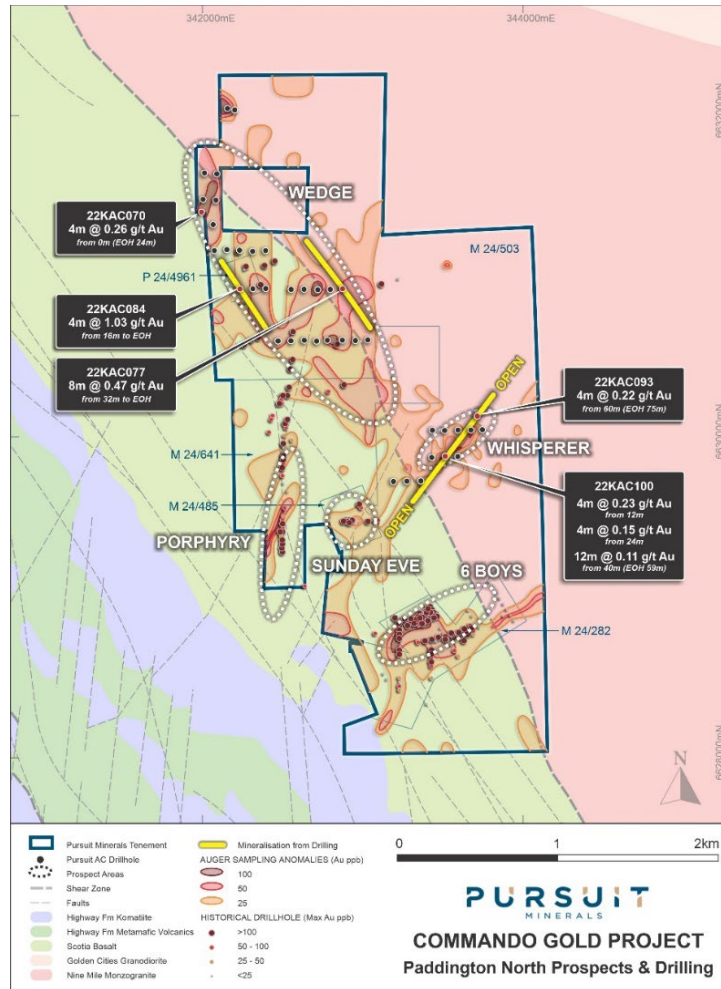 342000mE
344000mE
6632000mN
WEDGE
22KAC070
4m @ 0.26 g/t Au
from 0m (EOH 24m)
M 24/503
P 24/4961
22KAC084
4m @ 1.03 g/t Au
from 16m to EOH
22KAC077
8m @ 0.47 g/t Au
from 32m to EOH
OPEN
22KAC093
4m @ 0.22 g/t Au
from 60m (EOH 75m)
6630000mN
WHISPERER
M 24/641
22KAC100
4m @ 0.23 g/t Au
from 12m
4m @ 0.15 g/t Au
from 24m
12m @ 0.11 g/t Au
from 40m (EOH 59m)
M 24/485
OPEN
PORPHYRY
SUNDAY EVE
6 BOYS
M 24/282
6628000mN
N
Pursuit Minerals Tenement
Pursuit AC Drillhole
Prospect Areas
Shear Zone
Faults
Highway Fm Komatiite
Highway Fm Metamafic Volcanics
Scotia Basalt
Golden Cities Granodiorite
Nine Mile Monzogranite
Mineralisation from Drilling
AUGER SAMPLING ANOMALIES (Au ppb)
100
50
25
HISTORICAL DRILLHOLE (Max Au ppb)
>100
50 - 100
25 - 50
<25
0 1 2km
PURSUIT
MINERALS
COMMANDO GOLD PROJECT
Paddington North Prospects & Drilling